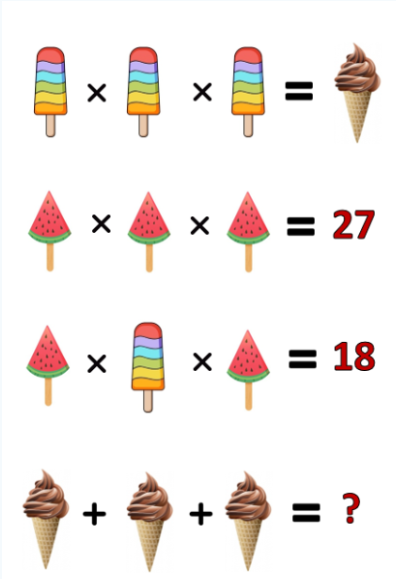 × × =
× × = 27
× × = 18
+ + = ?